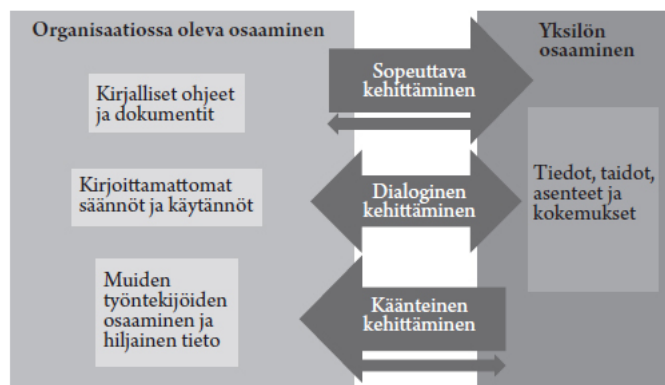 Organisaatiossa oleva osaaminen
Kirjalliset ohjeet
ja dokumentit
Kirjoittamattomat
säännöt ja käytännöt
Muiden
työntekijöiden
osaaminen ja
hiljainen tieto
Sopeuttava
kehittäminen
Dialoginen
kehittäminen
Käänteinen
kehittäminen
Yksilön
osaaminen
Tiedot, taidot,
asenteet ja
kokemukset